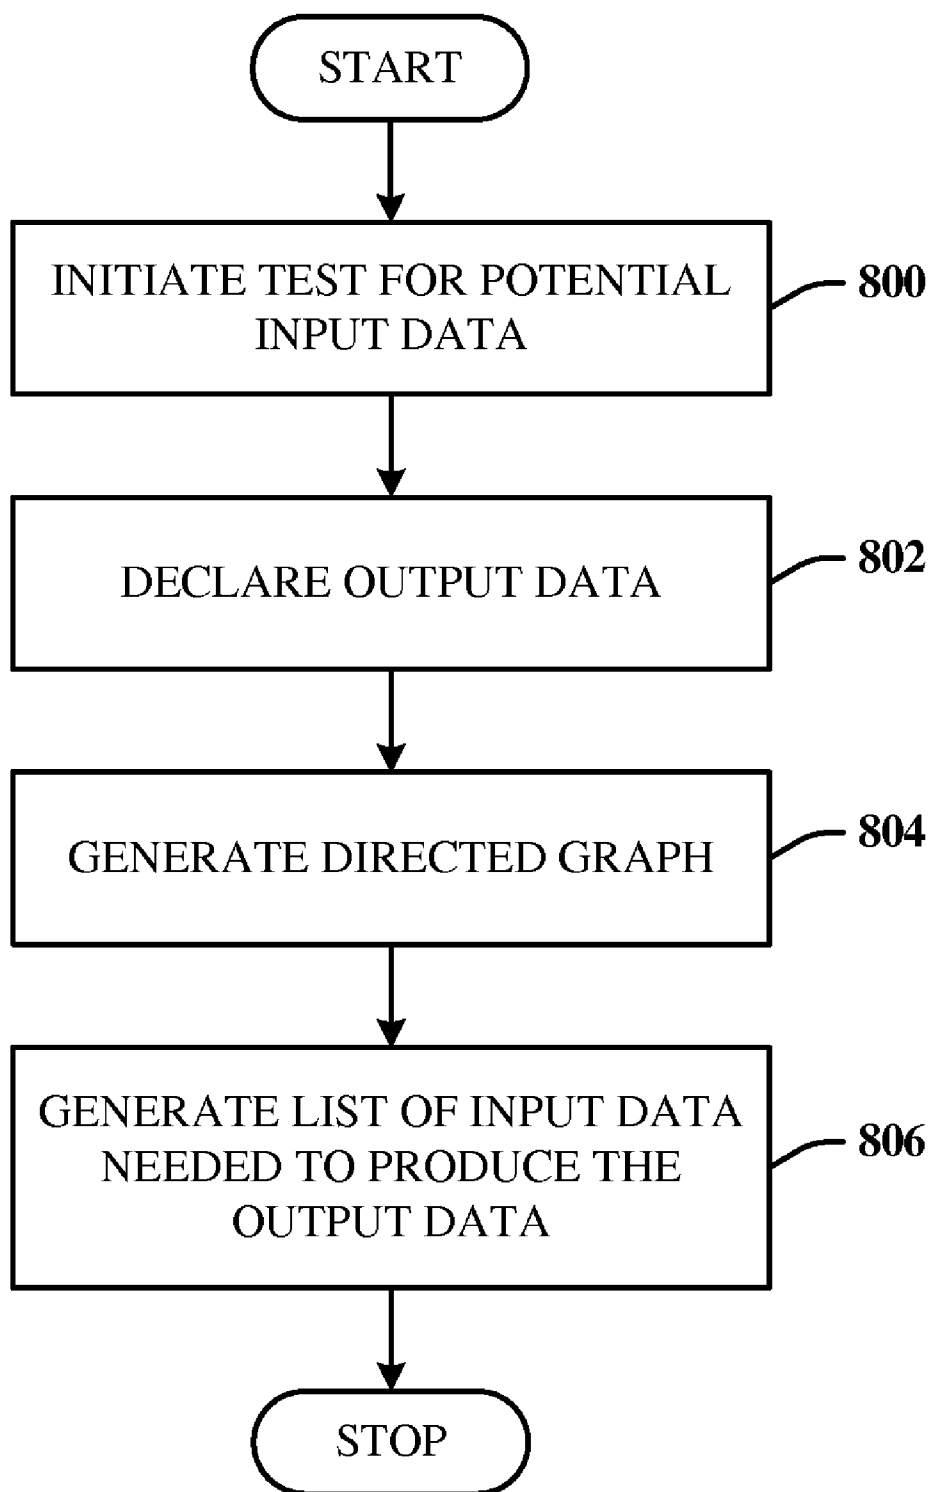 START
INITIATE TEST FOR POTENTIAL
INPUT DATA
800
DECLARE OUTPUT DATA
802
GENERATE DIRECTED GRAPH
804
GENERATE LIST OF INPUT DATA
NEEDED TO PRODUCE THE
OUTPUT DATA
806
STOP